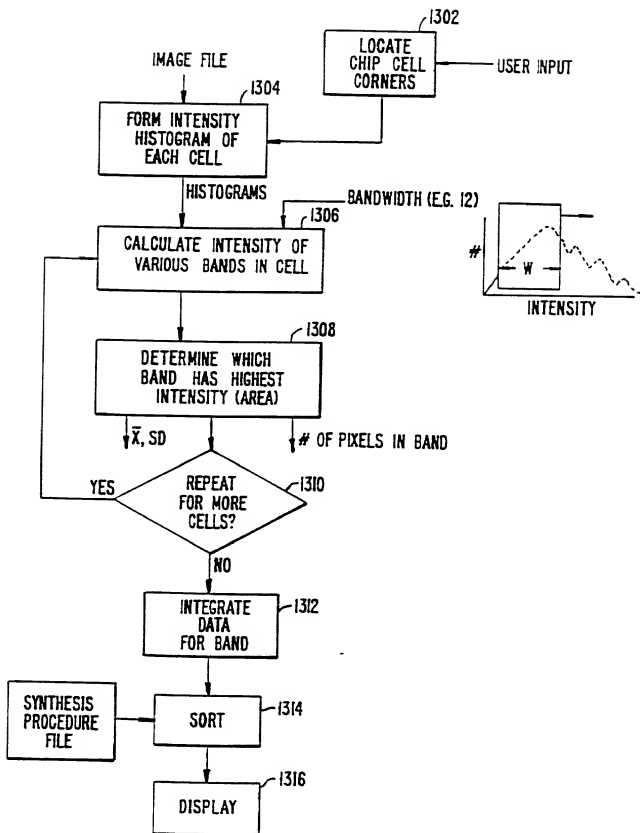 1302
LOCATE
CHIP CELL
CORNERS
USER INPUT
IMAGE FILE
1304
FORM INTENSITY
HISTOGRAM OF
EACH CELL
HISTOGRAMS
BANDWIDTH (E.G. 12)
1306
CALCULATE INTENSITY OF
VARIOUS BANDS IN CELL
#
W
INTENSITY
1308
DETERMINE WHICH
BAND HAS HIGHEST
INTENSITY (AREA)
X̅, SD
# OF PIXELS IN BAND
YES
1310
REPEAT
FOR MORE
CELLS?
NO
1312
INTEGRATE
DATA
FOR BAND
SYNTHESIS
PROCEDURE
FILE
1314
SORT
1316
DISPLAY